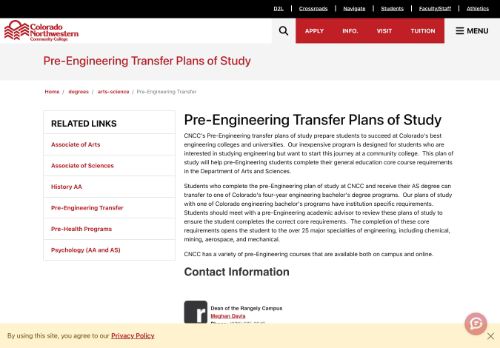 D2L
Crossroads
Navigate
Students
Faculty/Staff
Athletics
Colorado
Northwestern
Community College
APPLY
INFO.
VISIT
TUITION
MENU
Pre-Engineering Transfer Plans of Study
Home / degrees / arts-science / Pre-Engineering Transfer
RELATED LINKS
Associate of Arts
Associate of Sciences
History AA
Pre-Engineering Transfer
Pre-Health Programs
Psychology (AA and AS)
Pre-Engineering Transfer Plans of Study
CNCC's Pre-Engineering transfer plans of study prepare students to succeed at Colorado's best
engineering colleges and universities. Our inexpensive program is designed for students who are
interested in studying engineering but want to start this journey at a community college. This plan of
study will help pre-Engineering students complete their general education core course requirements
in the Department of Arts and Sciences.
Students who complete the pre-Engineering plan of study at CNCC and receive their AS degree can
transfer to one of Colorado's four-year engineering bachelor's degree programs. Our plans of study
with one of Colorado engineering bachelor's programs have institution specific requirements.
Students should meet with a pre-Engineering academic advisor to review these plans of study to
ensure the student completes the correct core requirements. The completion of these core
requirements opens the student to the over 25 major specialties of engineering, including chemical,
mining, aerospace, and mechanical.
CNCC has a variety of pre-Engineering courses that are available both on campus and online.
Contact Information
r
Dean of the Rangely Campus
Meghan Davis
By using this site, you agree to our Privacy Policy